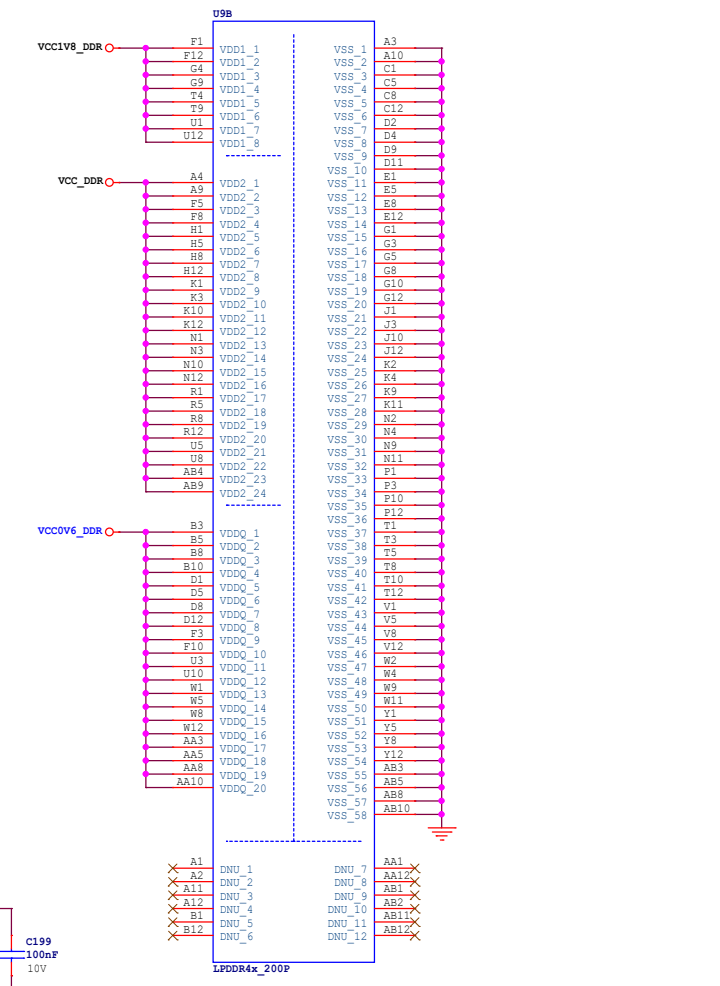 U9B
VCC1V8_DDR F1 VDD1_1 VSS_1 A3
F12 VDD1_2 VSS_2 A10
G4 VDD1_3 VSS_3 C1
G9 VDD1_4 VSS_4 C5
T4 VDD1_5 VSS_5 C8
T9 VDD1_6 VSS_6 C12
U1 VDD1_7 VSS_7 D2
U12 VDD1_8 VSS_8 D4
VSS_9 D9
VSS_10 D11
VCC_DDR A4 VDD2_1 VSS_11 E1
A9 VDD2_2 VSS_12 E5
F5 VDD2_3 VSS_13 E8
F8 VDD2_4 VSS_14 E12
H1 VDD2_5 VSS_15 G1
H5 VDD2_6 VSS_16 G3
H8 VDD2_7 VSS_17 G5
H12 VDD2_8 VSS_18 G8
K1 VDD2_9 VSS_19 G10
K3 VDD2_10 VSS_20 G12
K10 VDD2_11 VSS_21 J1
K12 VDD2_12 VSS_22 J3
N1 VDD2_13 VSS_23 J10
N3 VDD2_14 VSS_24 J12
N10 VDD2_15 VSS_25 K2
N12 VDD2_16 VSS_26 K4
R1 VDD2_17 VSS_27 K9
R5 VDD2_18 VSS_28 K11
R8 VDD2_19 VSS_29 N2
R12 VDD2_20 VSS_30 N4
U5 VDD2_21 VSS_31 N9
U8 VDD2_22 VSS_32 N11
AB4 VDD2_23 VSS_33 P1
AB9 VDD2_24 VSS_34 P3
VSS_35 P10
VSS_36 P12
VCC0V6_DDR B3 VDDQ_1 VSS_37 T1
B5 VDDQ_2 VSS_38 T3
B8 VDDQ_3 VSS_39 T5
B10 VDDQ_4 VSS_40 T8
D1 VDDQ_5 VSS_41 T10
D5 VDDQ_6 VSS_42 T12
D8 VDDQ_7 VSS_43 V1
D12 VDDQ_8 VSS_44 V5
F3 VDDQ_9 VSS_45 V8
F10 VDDQ_10 VSS_46 V12
U3 VDDQ_11 VSS_47 W2
U10 VDDQ_12 VSS_48 W4
W1 VDDQ_13 VSS_49 W9
W5 VDDQ_14 VSS_50 W11
W8 VDDQ_15 VSS_51 Y1
W12 VDDQ_16 VSS_52 Y5
AA3 VDDQ_17 VSS_53 Y8
AA5 VDDQ_18 VSS_54 Y12
AA8 VDDQ_19 VSS_55 AB3
AA10 VDDQ_20 VSS_56 AB5
VSS_57 AB8
VSS_58 AB10
A1 DNU_1 DNU_7 AA1
A2 DNU_2 DNU_8 AA12
A11 DNU_3 DNU_9 AB1
A12 DNU_4 DNU_10 AB2
B1 DNU_5 DNU_11 AB11
B12 DNU_6 DNU_12 AB12
LPDDR4x_200P
C199
100nF
10V